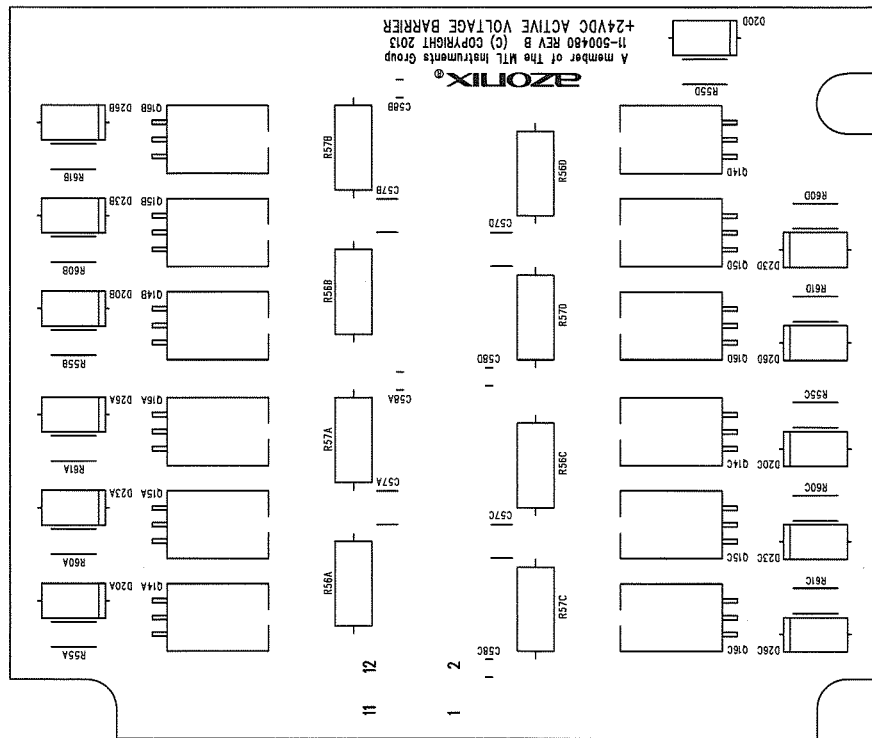 +24VDC ACTIVE VOLTAGE BARRIER
11-500480 REV B (C) COPYRIGHT 2013
A member of The MTL Instruments Group
azonix®
D20D
R55D
D26B
Q16B
R57B
C58B
R56D
Q14D
R61B
D23B
Q15B
C57B
C57D
R60D
Q15D
D23D
R60B
D20B
Q14B
R56B
R57D
R61D
R55B
C58D
Q16D
D26D
D26A
Q16A
C58A
R57A
R56C
R55C
Q14C
D20C
R61A
D23A
Q15A
C57A
C57C
R60C
Q15C
D23C
R60A
D20A
Q14A
R56A
R57C
R61C
R55A
C58C
Q16C
D26C
12
2
11
1